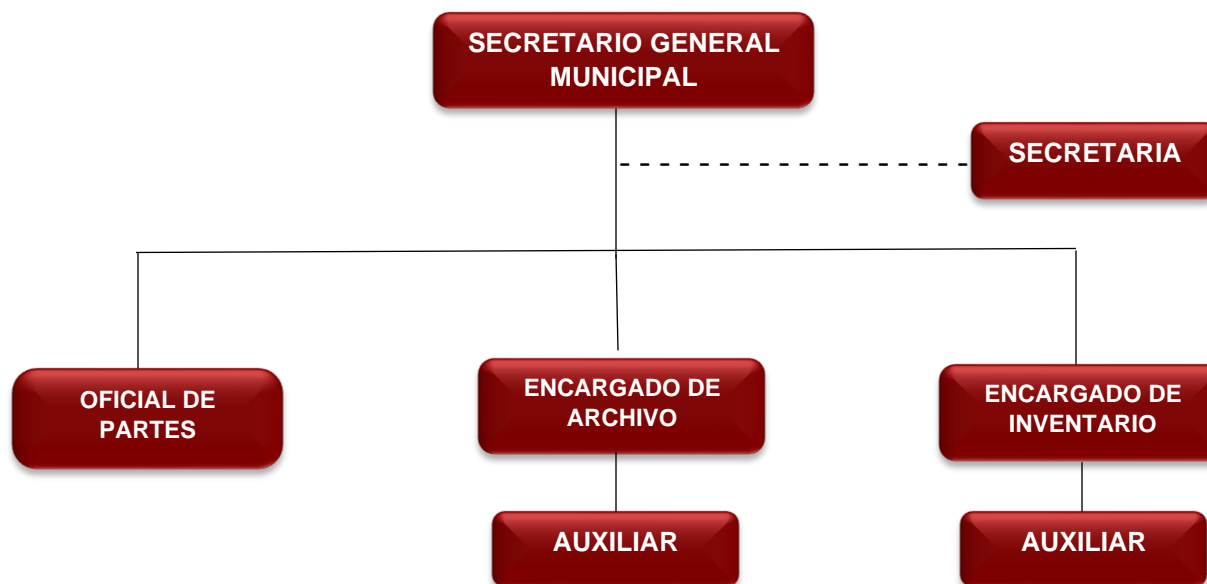 SECRETARIO GENERAL
MUNICIPAL
SECRETARIA
OFICIAL DE
PARTES
ENCARGADO DE
ARCHIVO
ENCARGADO DE
INVENTARIO
AUXILIAR
AUXILIAR